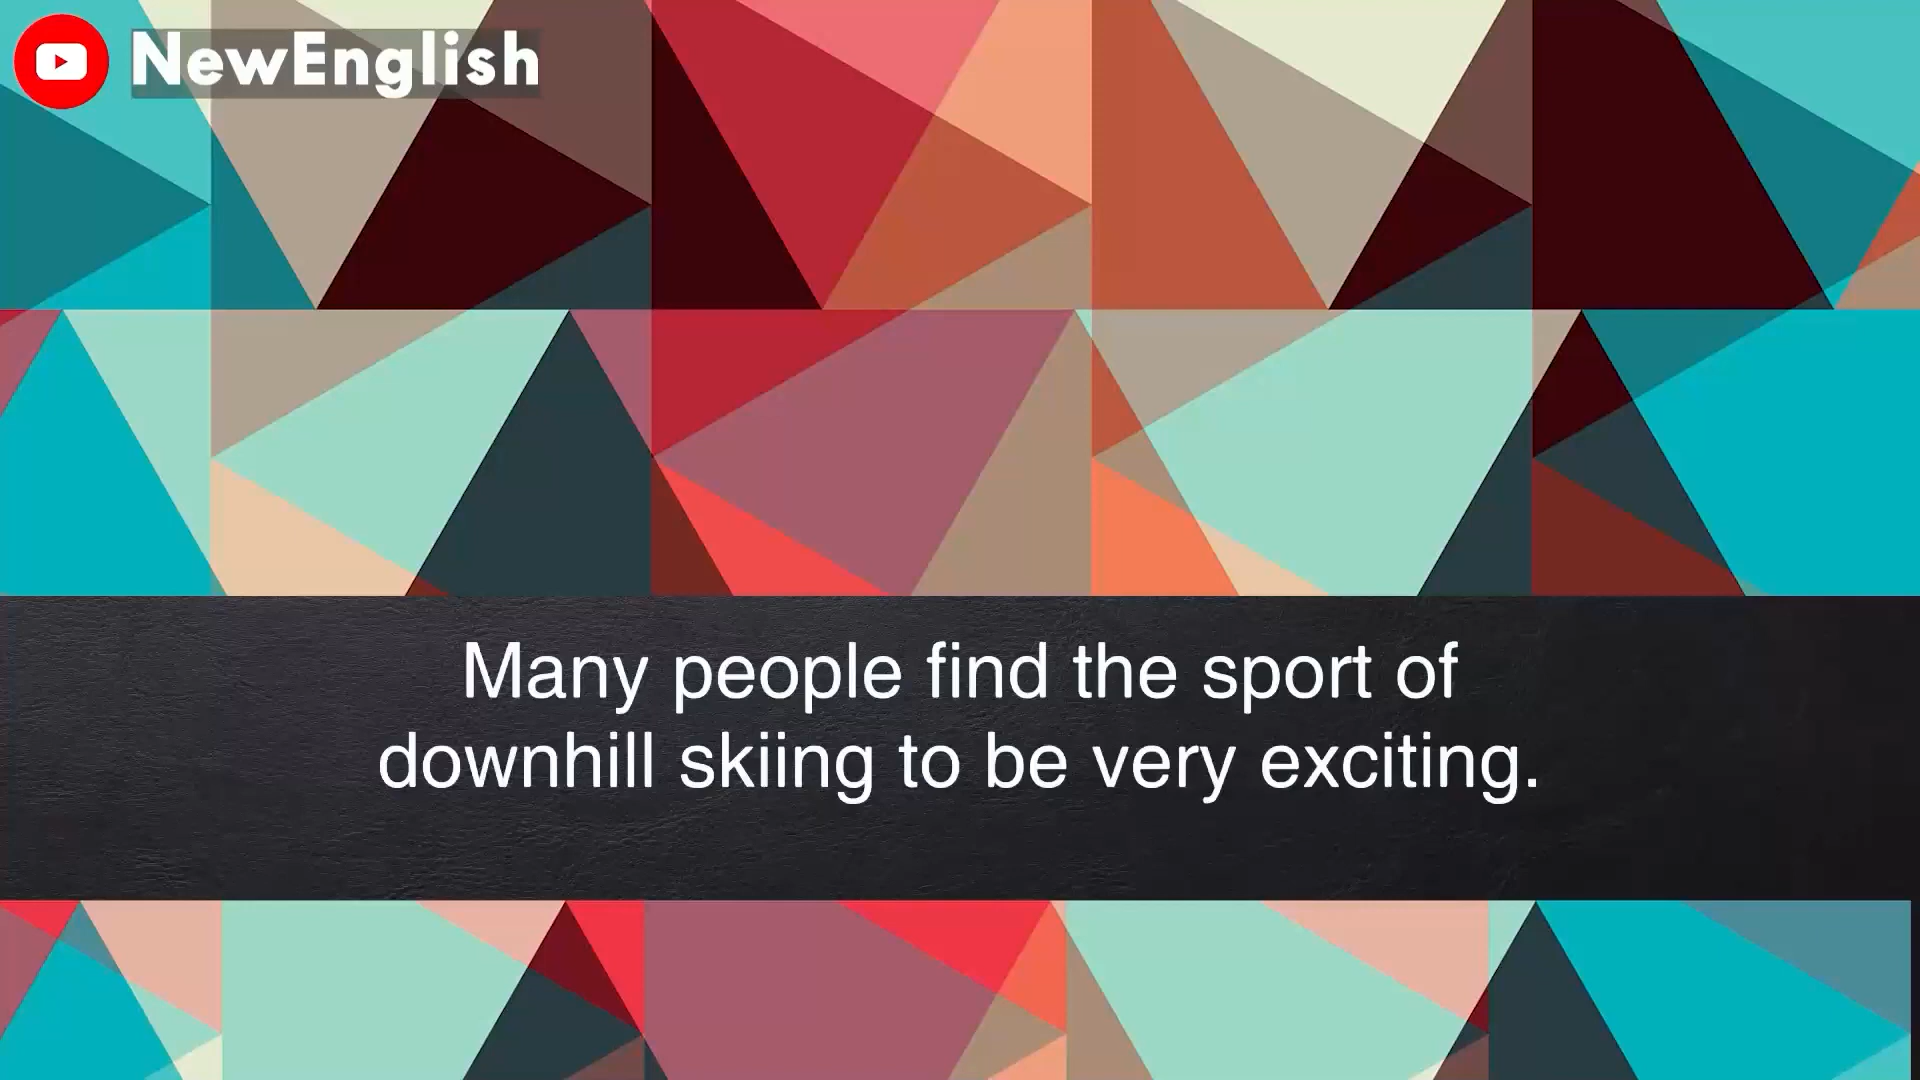 NewEnglish
Many people find the sport of
downhill skiing to be very exciting.